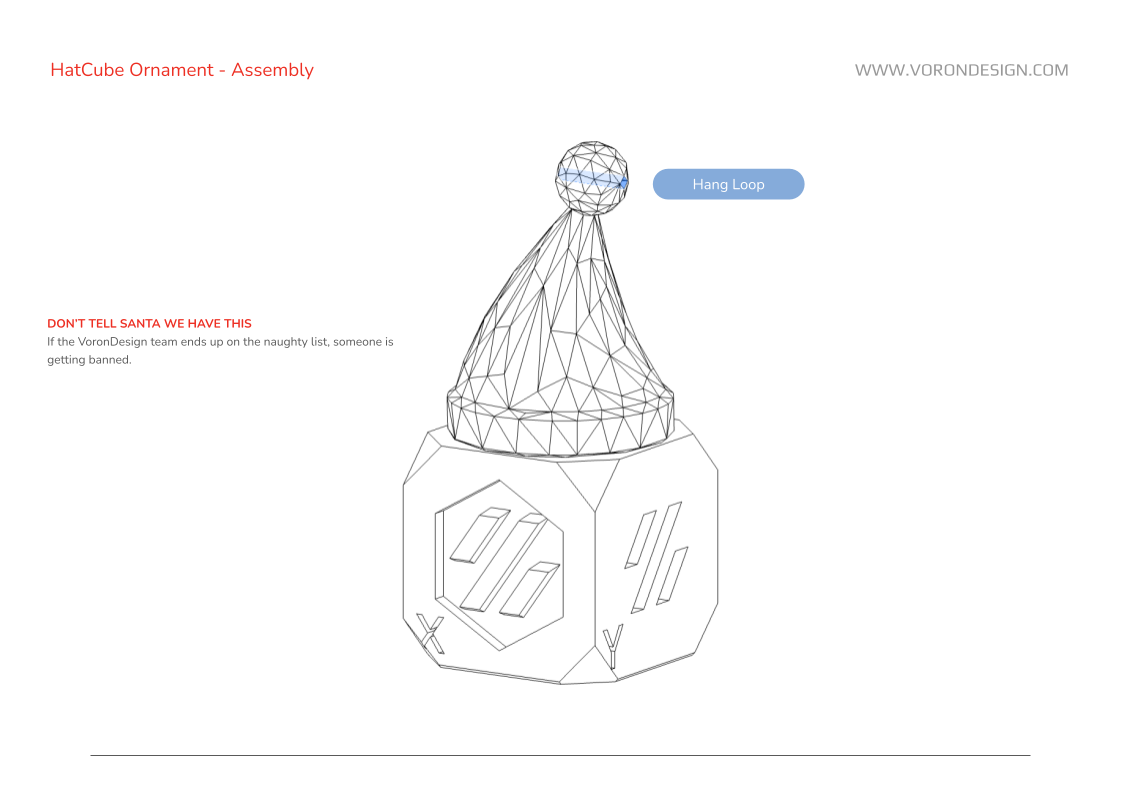 HatCube Ornament - Assembly
WWW.VORONDESIGN.COM
Hang Loop
DON'T TELL SANTA WE HAVE THIS
If the VoronDesign team ends up on the naughty list, someone is
getting banned.
X
Y